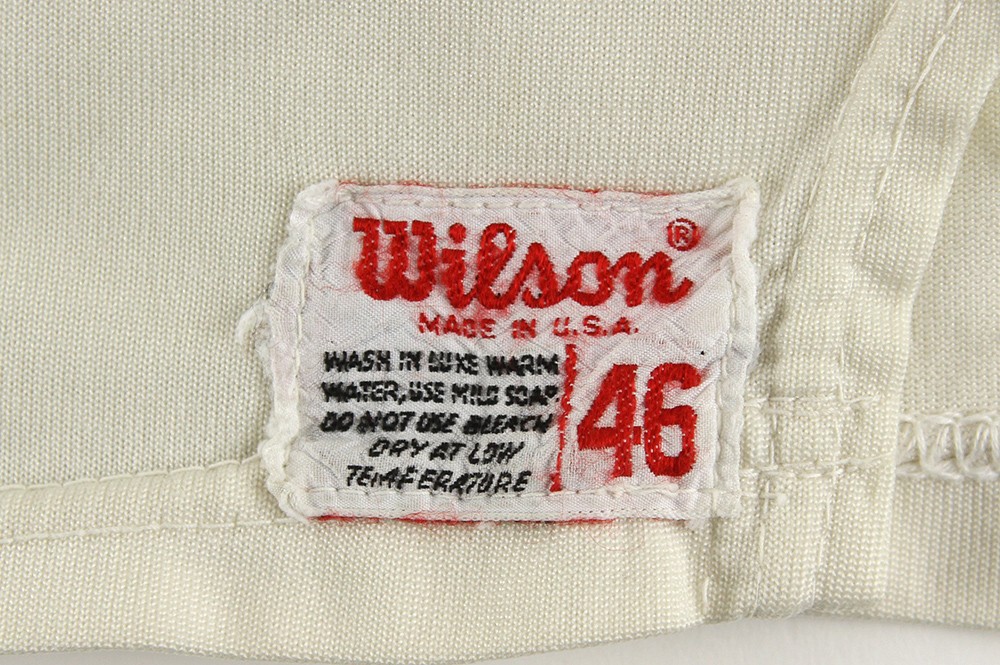 Wilson®
MADE IN U.S.A.
WASH IN LUKE WARM
WATER, USE MILD SOAP.
DO NOT USE BLEACH
DRY AT LOW
TEMPERATURE
46